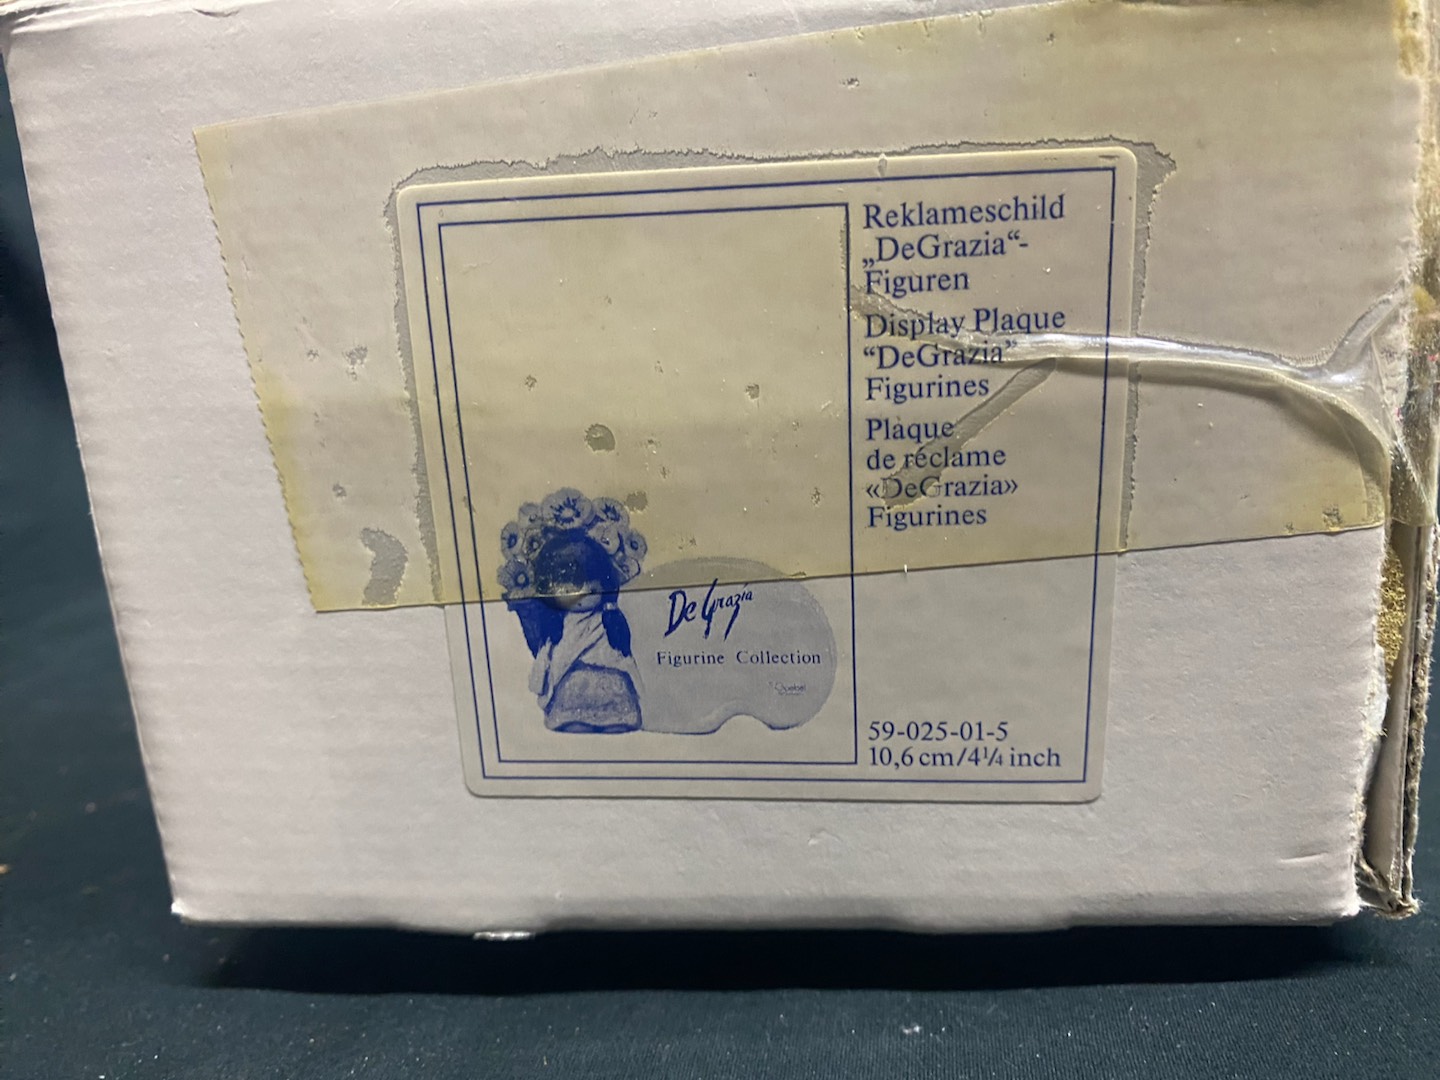 Reklameschild
„DeGrazia“-
Figuren
Display Plaque
“DeGrazia”
Figurines
Plaque
de réclame
«DeGrazia»
Figurines
De Grazia
Figurine Collection
Goebel
59-025-01-5
10,6 cm/4¼ inch